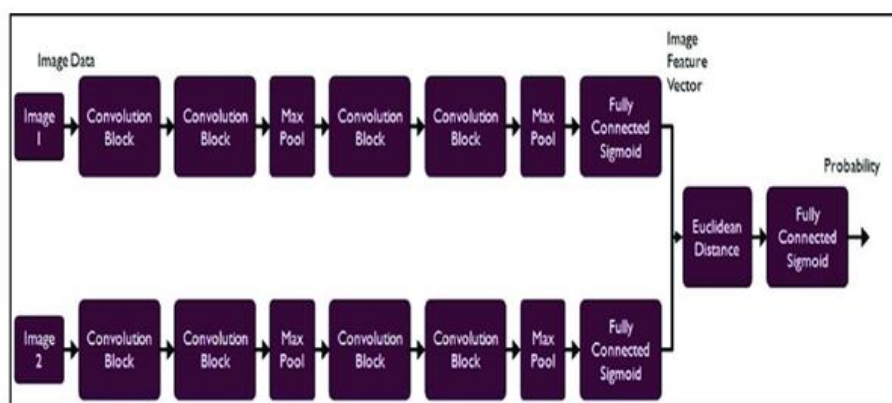 Image Data
Image
1
Convolution
Block
Convolution
Block
Max
Pool
Convolution
Block
Convolution
Block
Max
Pool
Fully
Connected
Sigmoid
Image
Feature
Vector
Euclidean
Distance
Fully
Connected
Sigmoid
Probability
Image
2
Convolution
Block
Convolution
Block
Max
Pool
Convolution
Block
Convolution
Block
Max
Pool
Fully
Connected
Sigmoid